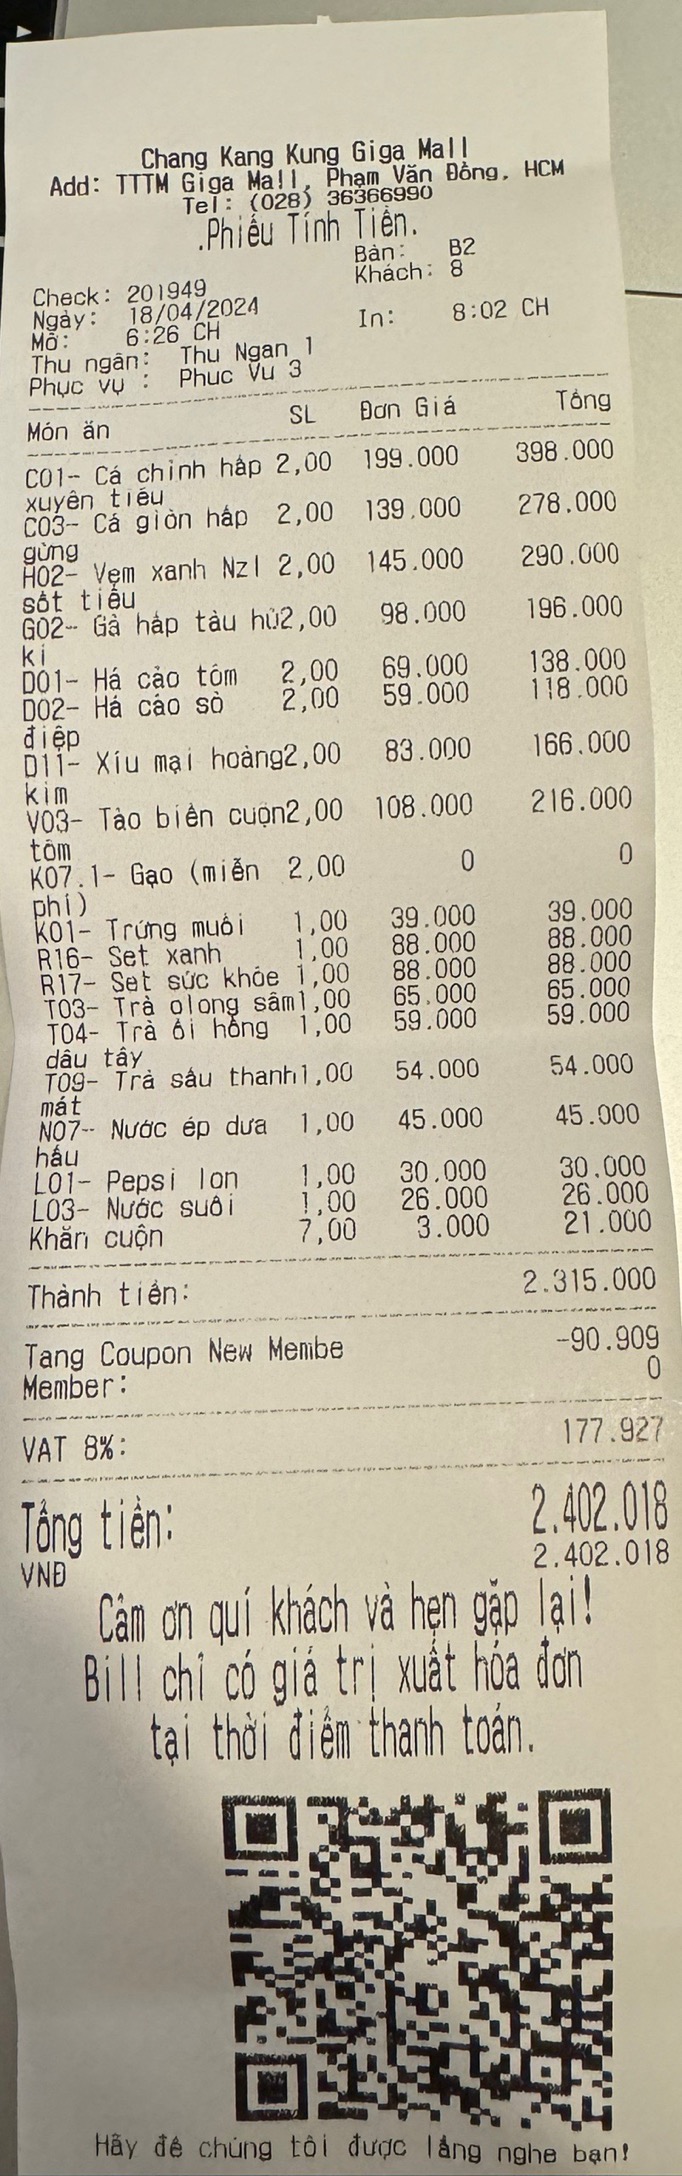 Chang Kang Kung Giga Mall
Add: TTTM Giga Mall, Phạm Văn Đồng, HCM
Tel: (028) 36366990
.Phiếu Tính Tiền.
Bàn: B2
Khách: 8
Check: 201949
Ngày: 18/04/2024
Mở: 6:26 CH In: 8:02 CH
Thu ngân: Thu Ngan 1
Phục vụ : Phuc Vu 3
Món ăn SL Đơn Giá Tổng
C01- Cá chình hấp 2,00 199.000 398.000
xuyên tiêu
C03- Cá giòn hấp 2,00 139.000 278.000
gừng
H02- Vẹm xanh Nzl 2,00 145.000 290.000
sốt tiêu
G02- Gà hấp tàu hủ2,00 98.000 196.000
ki
D01- Há cảo tôm 2,00 69.000 138.000
D02- Há cảo sò 2,00 59.000 118.000
điệp
D11- Xíu mại hoàng2,00 83.000 166.000
kim
V03- Tảo biển cuộn2,00 108.000 216.000
tôm
K07.1- Gạo (miễn 2,00 0 0
phí)
K01- Trứng muối 1,00 39.000 39.000
R16- Set xanh 1,00 88.000 88.000
R17- Set sức khỏe 1,00 88.000 88.000
T03- Trà olong sâm1,00 65.000 65.000
T04- Trà ổi hồng 1,00 59.000 59.000
dâu tây
T09- Trà sấu thanh1,00 54.000 54.000
mát
N07- Nước ép dưa 1,00 45.000 45.000
hấu
L01- Pepsi lon 1,00 30.000 30.000
L03- Nước suối 1,00 26.000 26.000
Khăn cuộn 7,00 3.000 21.000
Thành tiền: 2.315.000
Tang Coupon New Membe -90.909
Member: 0
VAT 8%: 177.927
Tổng tiền: 2.402.018
VNĐ 2.402.018
Cảm ơn quí khách và hẹn gặp lại!
Bill chỉ có giá trị xuất hóa đơn
tại thời điểm thanh toán.
Hãy để chúng tôi được lắng nghe bạn!